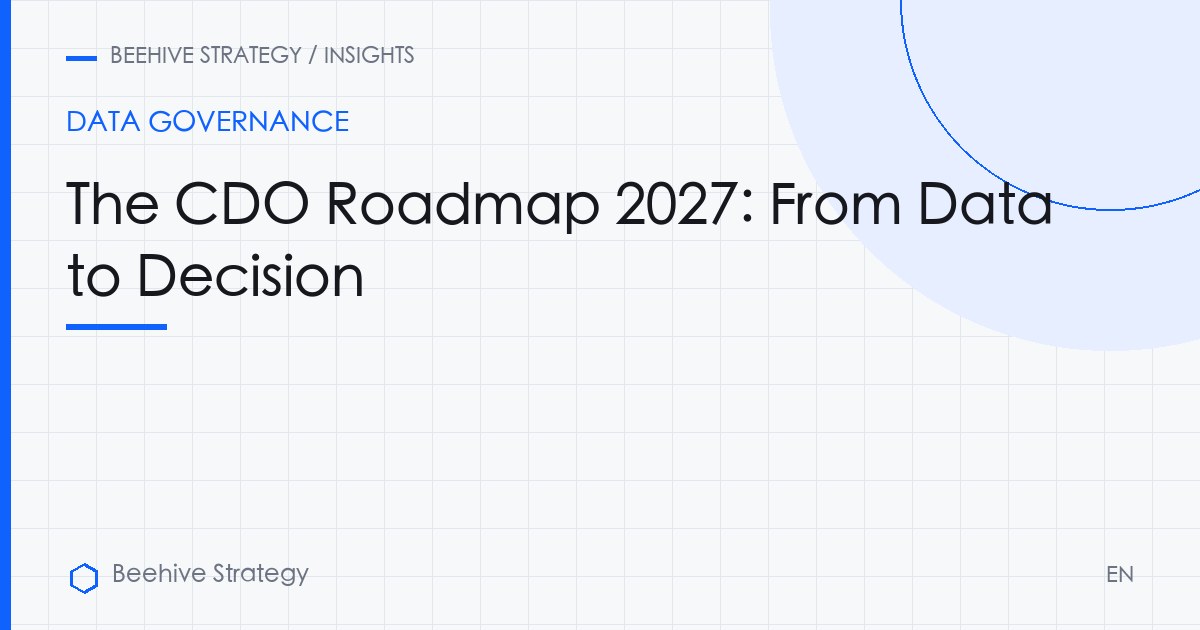 BEEHIVE STRATEGY / INSIGHTS
DATA GOVERNANCE
The CDO Roadmap 2027: From Data
to Decision
Beehive Strategy
EN